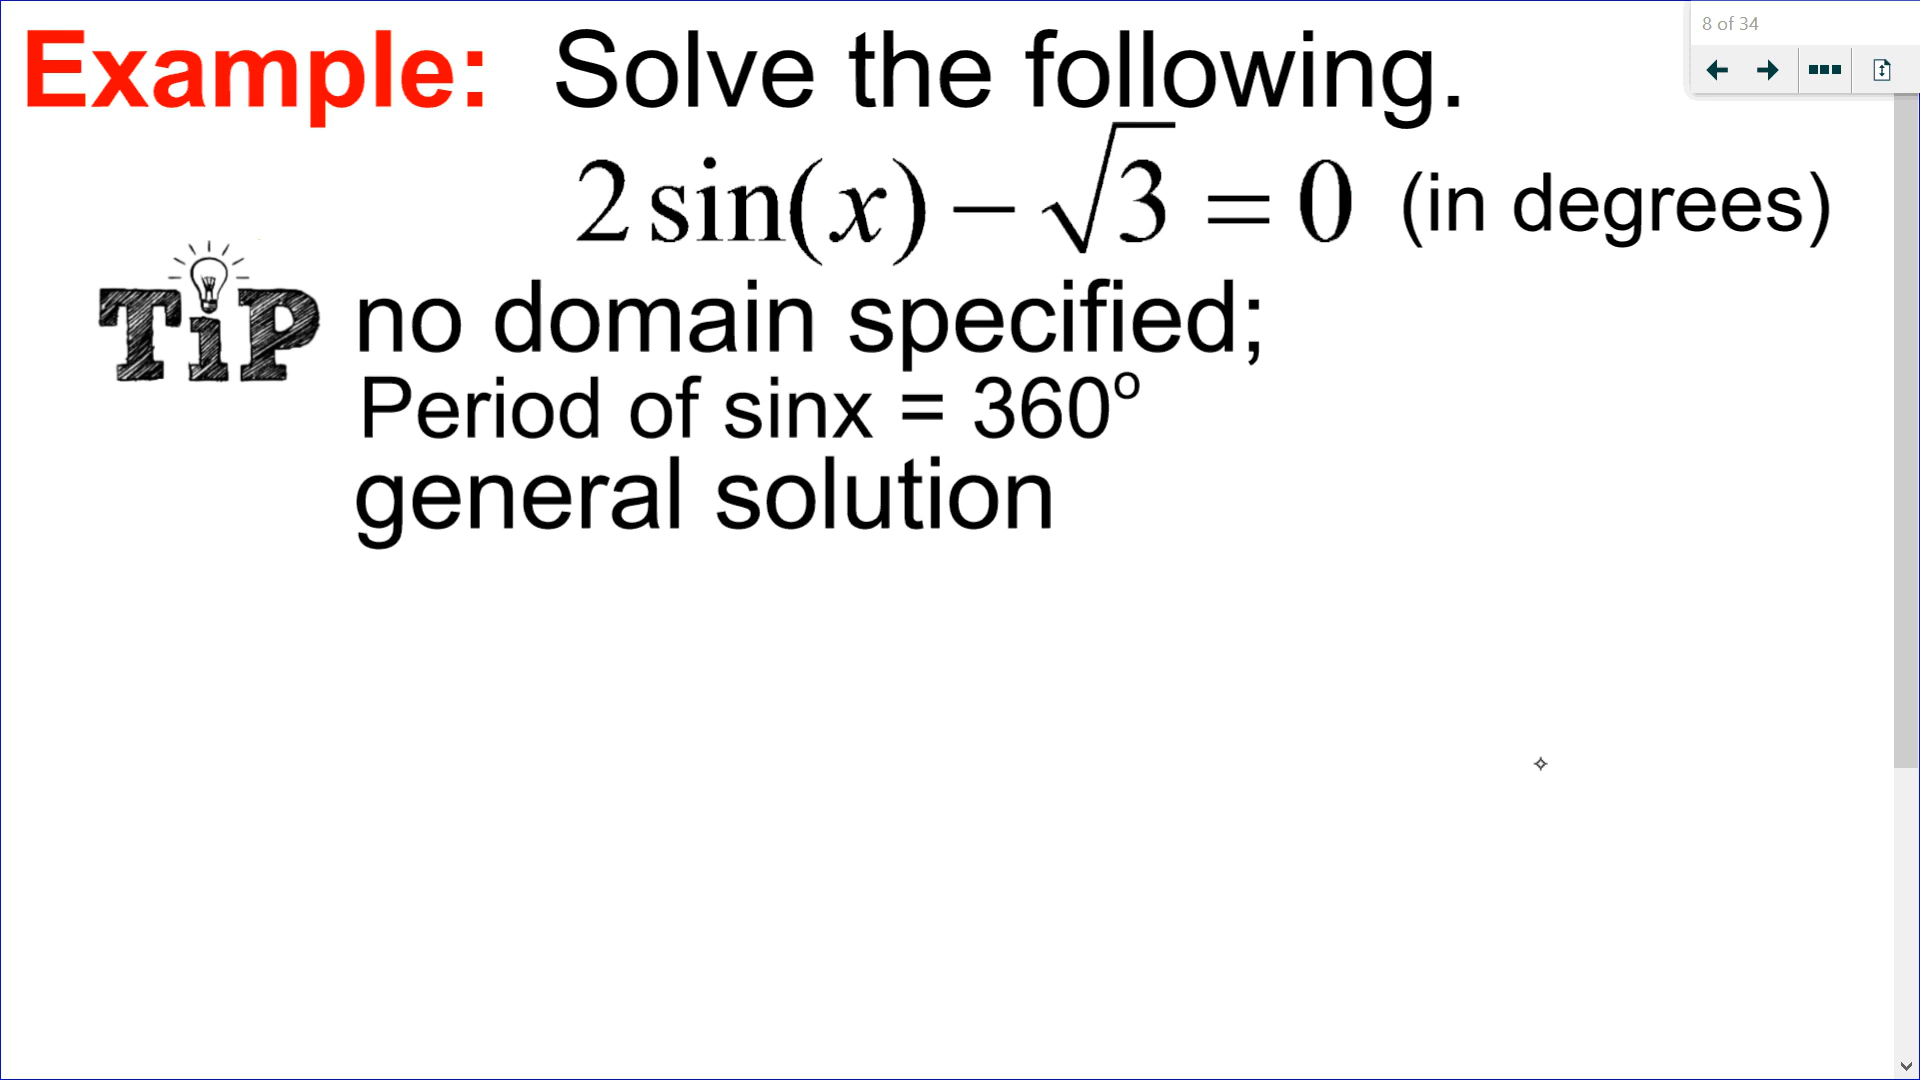 8 of 34
Example: Solve the following.
2 sin(x) − √3 = 0 (in degrees)
TiP no domain specified;
Period of sinx = 360°
general solution